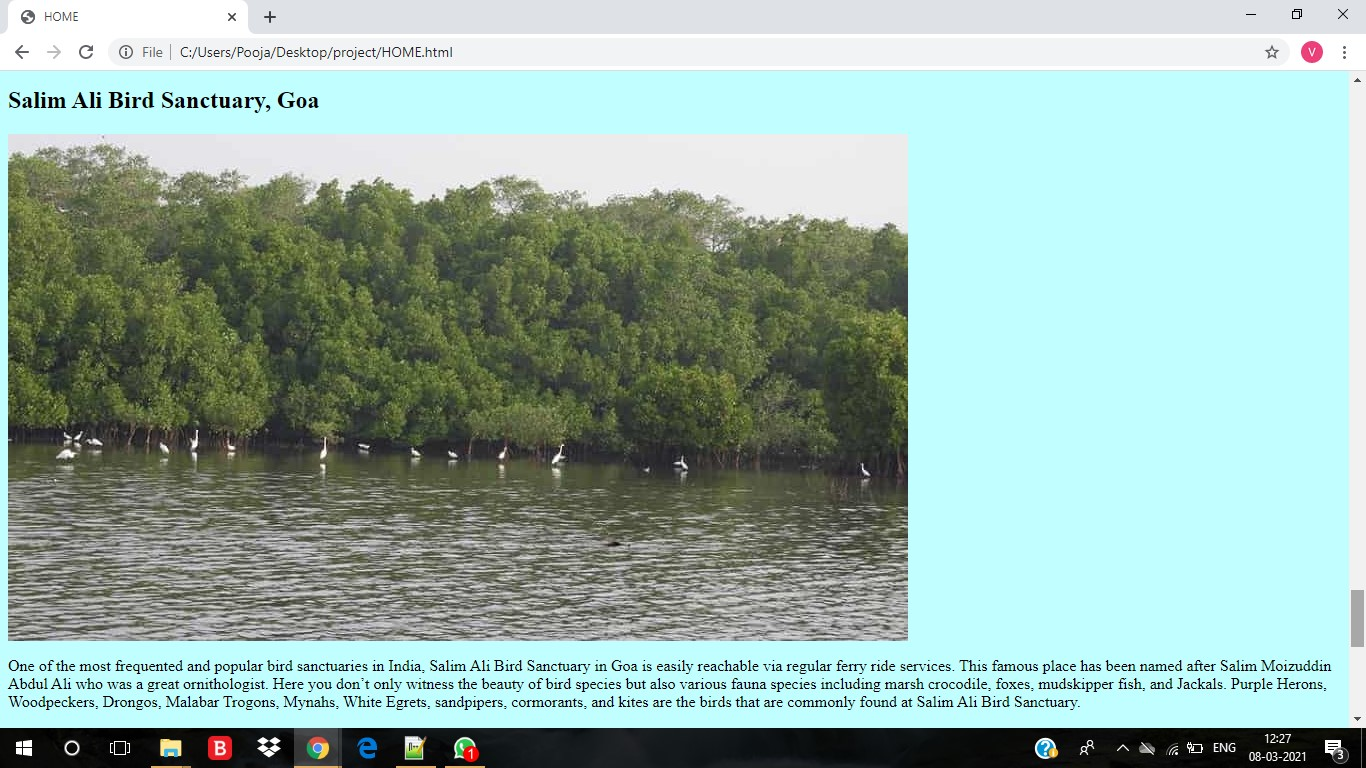 HOME
File
C:/Users/Pooja/Desktop/project/HOME.html
V
Salim Ali Bird Sanctuary, Goa
One of the most frequented and popular bird sanctuaries in India, Salim Ali Bird Sanctuary in Goa is easily reachable via regular ferry ride services. This famous place has been named after Salim Moizuddin
Abdul Ali who was a great ornithologist. Here you don’t only witness the beauty of bird species but also various fauna species including marsh crocodile, foxes, mudskipper fish, and Jackals. Purple Herons,
Woodpeckers, Drongos, Malabar Trogons, Mynahs, White Egrets, sandpipers, cormorants, and kites are the birds that are commonly found at Salim Ali Bird Sanctuary.
B
1
?
ENG
12:27
08-03-2021
3